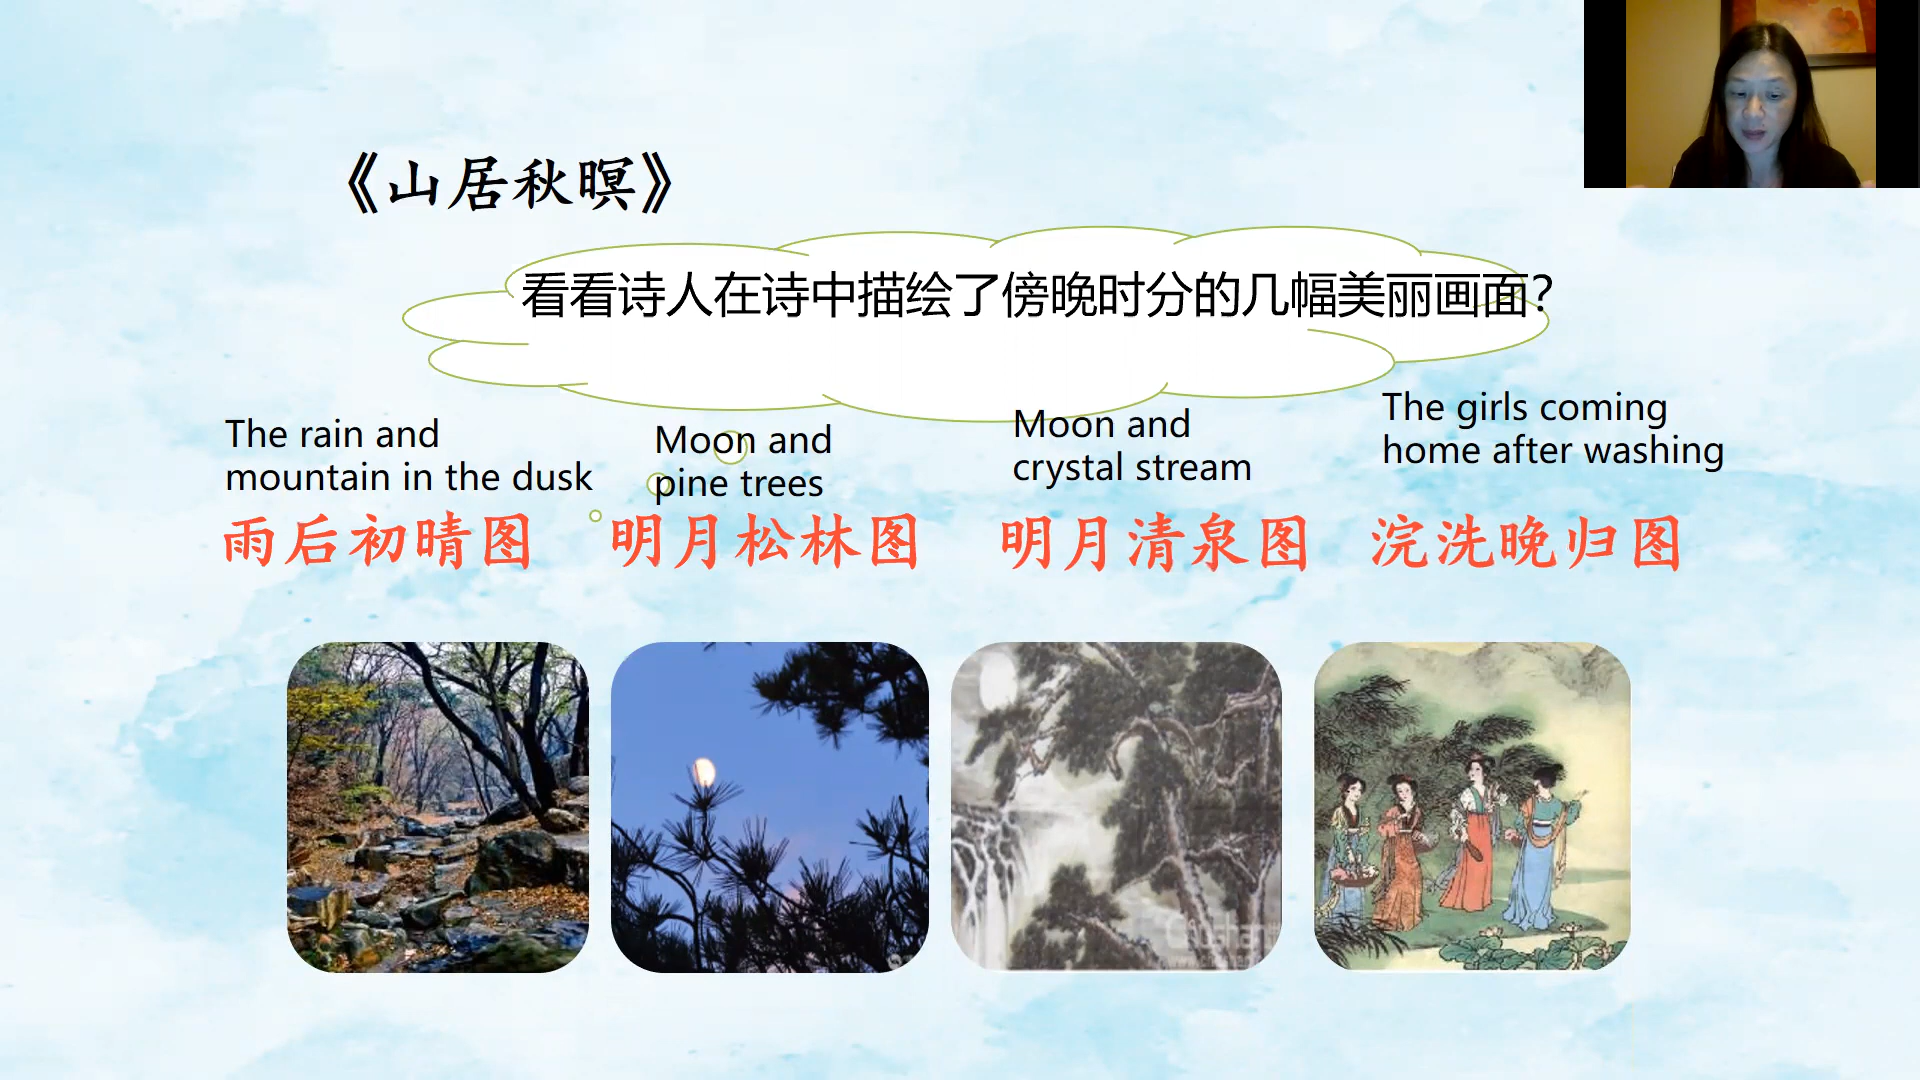 《山居秋暝》
看看诗人在诗中描绘了傍晚时分的几幅美丽画面？
The rain and
mountain in the dusk
Moon and
pine trees
Moon and
crystal stream
The girls coming
home after washing
雨后初晴图
明月松林图
明月清泉图
浣洗晚归图